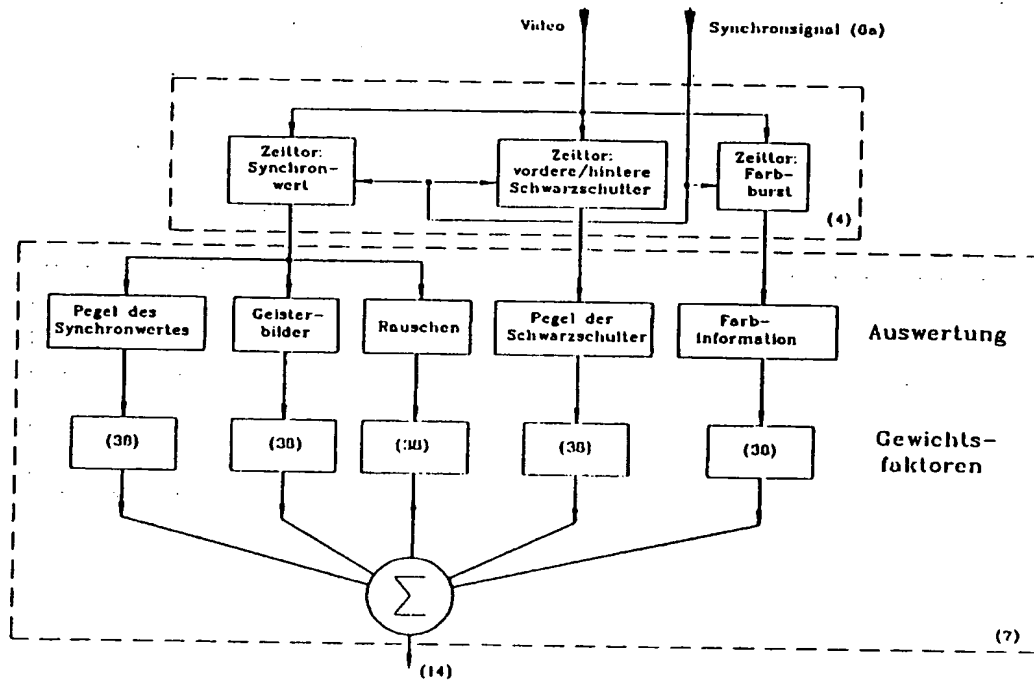 Video
Synchronsignal (6a)
Zeittor:
Synchron-
wert
Zeittor:
vordere/hintere
Schwarzschulter
Zeittor:
Farb-
burst
(4)
Pegel des
Synchronwertes
Geister-
bilder
Rauschen
Pegel der
Schwarzschulter
Farb-
information
Auswertung
(38)
(38)
(38)
(38)
(38)
Gewichts-
faktoren
Σ
(7)
(14)